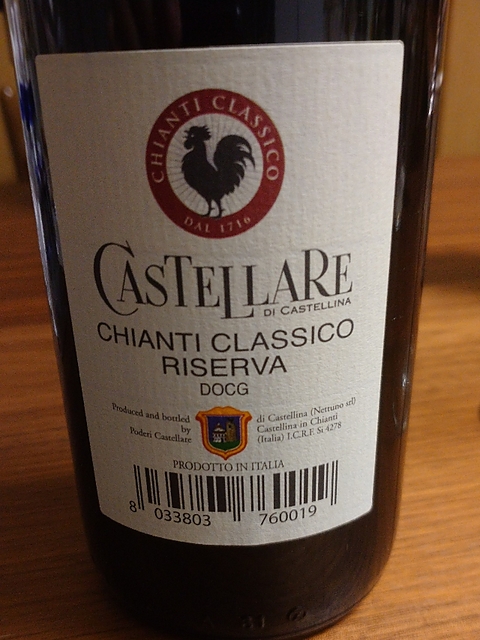 CHIANTI CLASSICO
DAL 1716
CASTELLARE
DI CASTELLINA
CHIANTI CLASSICO
RISERVA
DOCG
Produced and bottled
by
Poderi Castellare
di Castellina (Nettuno srl)
Castellina in Chianti
(Italia) I.C.R.F. Si 4278
PRODOTTO IN ITALIA
8 033803 760019